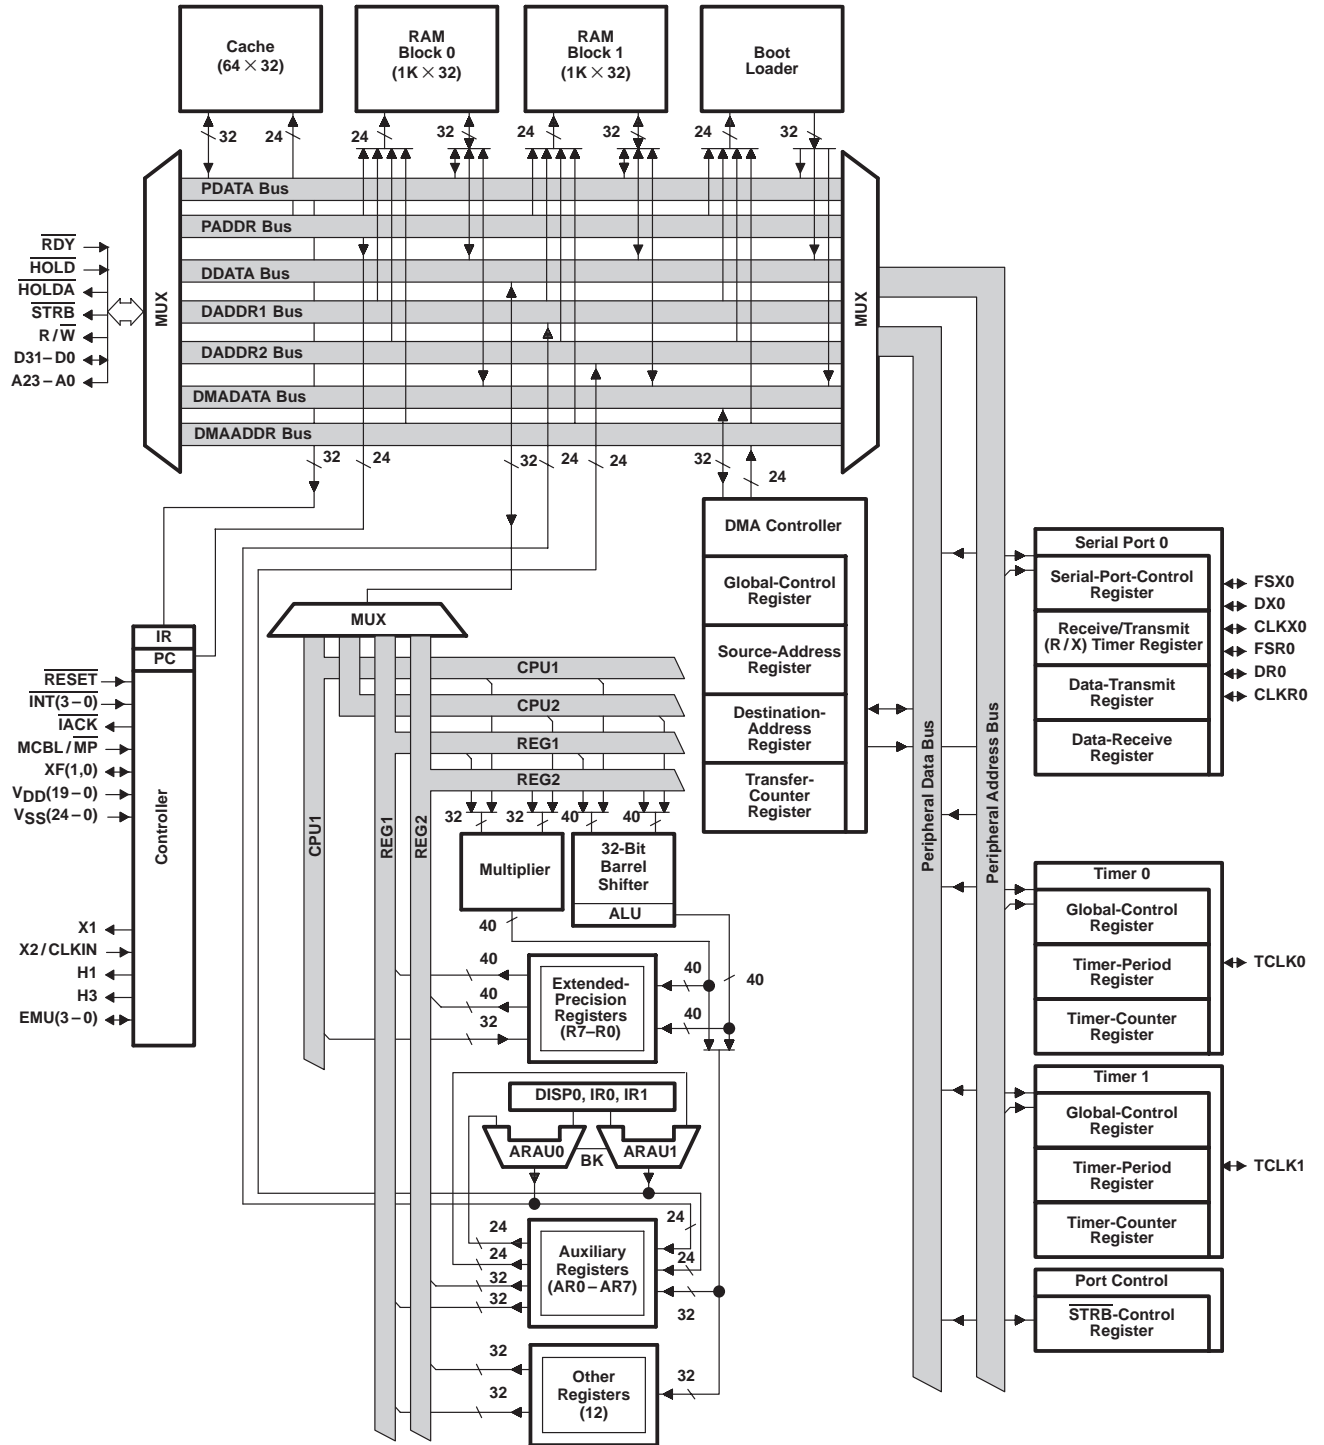 Cache
(64 × 32)
RAM
Block 0
(1K × 32)
RAM
Block 1
(1K × 32)
Boot
Loader
32
24
24
32
24
32
24
32
PDATA Bus
PADDR Bus
DDATA Bus
DADDR1 Bus
DADDR2 Bus
DMADATA Bus
DMAADDR Bus
MUX
MUX
RDY
HOLD
HOLDA
STRB
R/W
D31–D0
A23–A0
32
24
32
24
24
32
24
DMA Controller
Global-Control
Register
Source-Address
Register
Destination-
Address
Register
Transfer-
Counter
Register
Peripheral Data Bus
Peripheral Address Bus
Serial Port 0
Serial-Port-Control
Register
Receive/Transmit
(R/X) Timer Register
Data-Transmit
Register
Data-Receive
Register
FSX0
DX0
CLKX0
FSR0
DR0
CLKR0
IR
PC
Controller
RESET
INT(3–0)
IACK
MCBL/MP
XF(1,0)
VDD(19–0)
VSS(24–0)
X1
X2/CLKIN
H1
H3
EMU(3–0)
MUX
CPU1
CPU2
REG1
REG2
CPU1
REG1
REG2
32
32
40
40
Multiplier
32-Bit
Barrel
Shifter
ALU
40
40
40
32
Extended-
Precision
Registers
(R7–R0)
40
40
40
DISP0, IR0, IR1
ARAU0
BK
ARAU1
24
24
32
32
Auxiliary
Registers
(AR0–AR7)
24
24
32
32
32
Other
Registers
(12)
32
Timer 0
Global-Control
Register
Timer-Period
Register
Timer-Counter
Register
TCLK0
Timer 1
Global-Control
Register
Timer-Period
Register
Timer-Counter
Register
TCLK1
Port Control
STRB-Control
Register